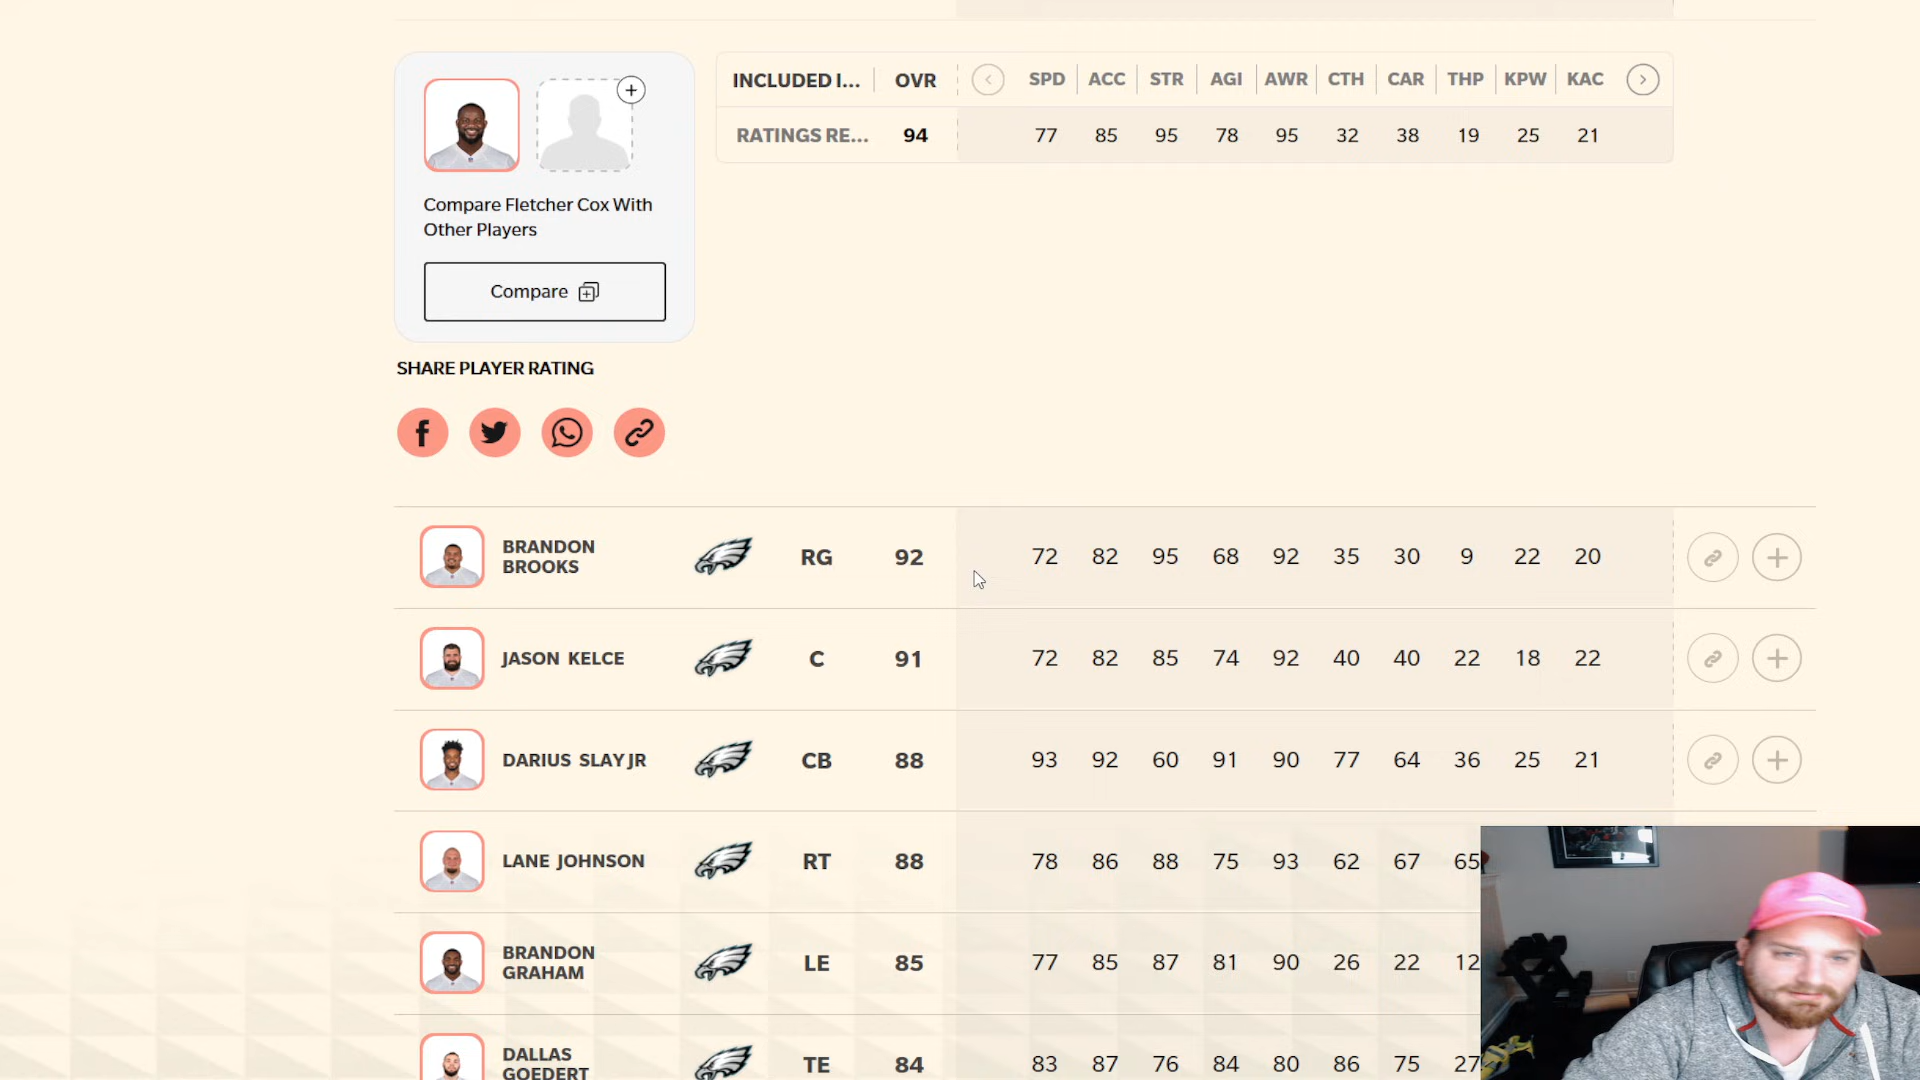 INCLUDED I... OVR SPD ACC STR AGI AWR CTH CAR THP KPW KAC
RATINGS RE... 94 77 85 95 78 95 32 38 19 25 21
Compare Fletcher Cox With
Other Players
Compare
SHARE PLAYER RATING
BRANDON
BROOKS RG 92 72 82 95 68 92 35 30 9 22 20
JASON KELCE C 91 72 82 85 74 92 40 40 22 18 22
DARIUS SLAY JR CB 88 93 92 60 91 90 77 64 36 25 21
LANE JOHNSON RT 88 78 86 88 75 93 62 67 65
BRANDON
GRAHAM LE 85 77 85 87 81 90 26 22 12
DALLAS
GOEDERT TE 84 83 87 76 84 80 86 75 27